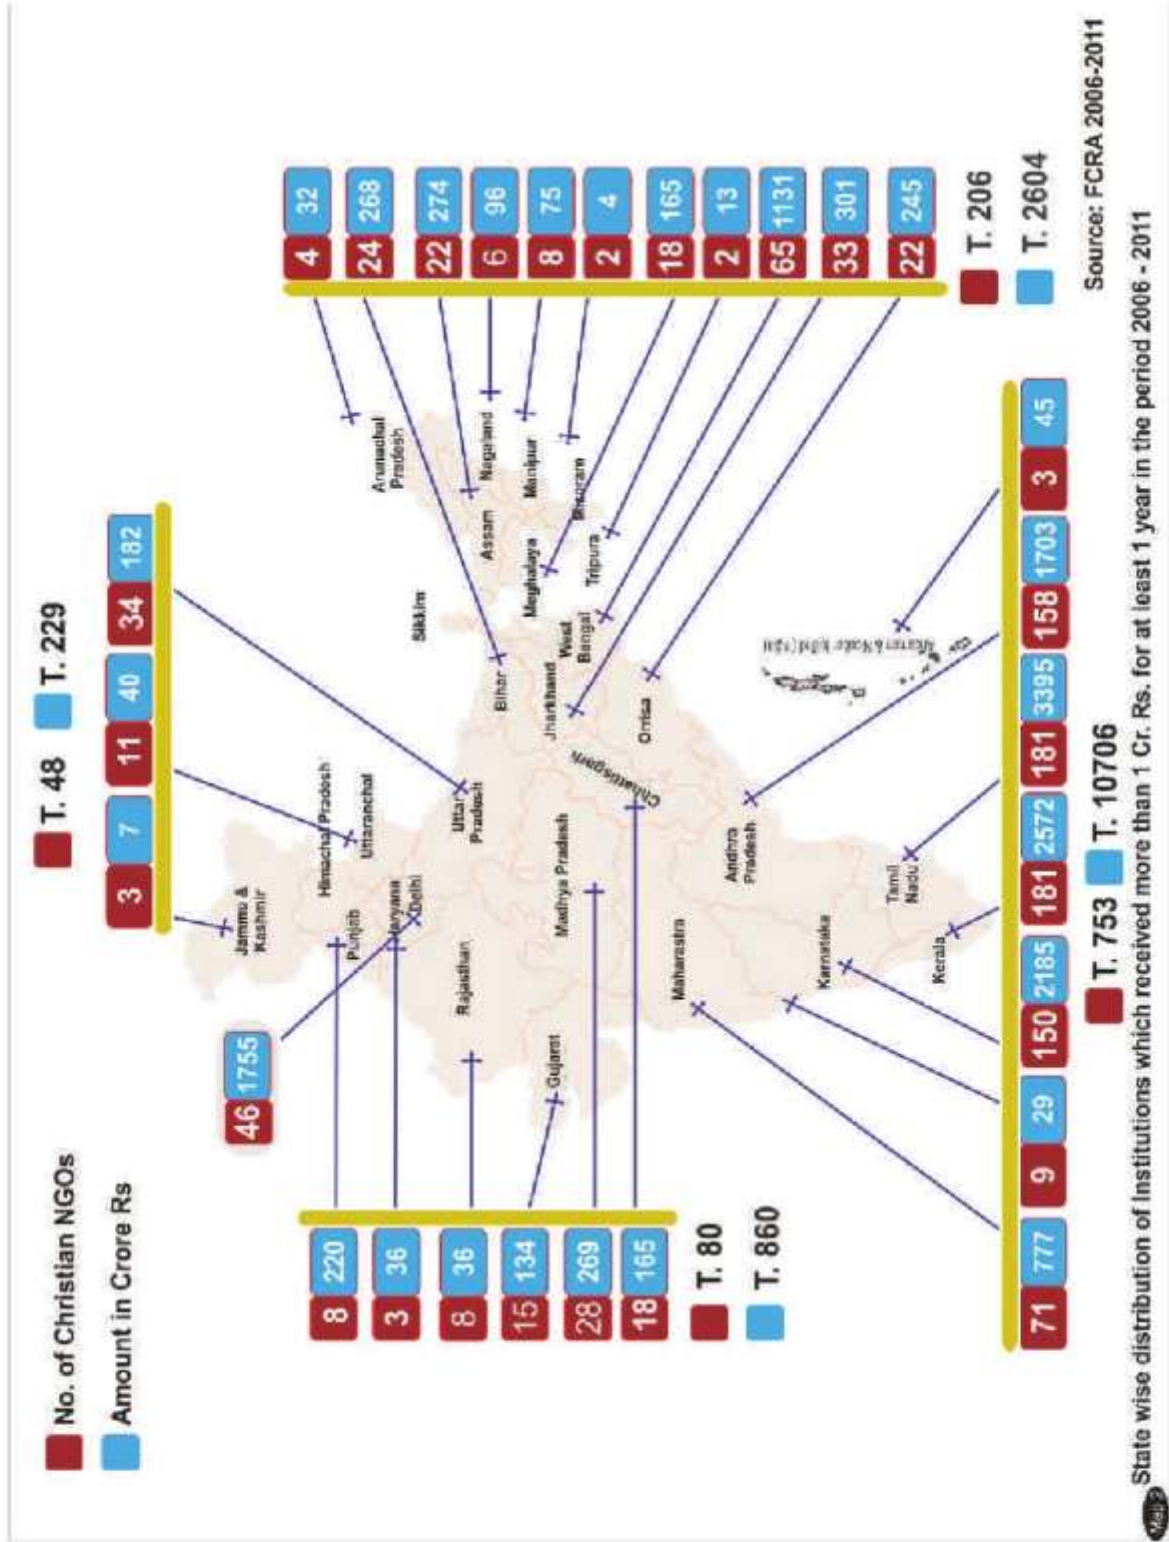 No. of Christian NGOs
Amount in Crore Rs
46 1755
T. 48 T. 229
3 7 11 40 34 182
8 220
3 36
8 36
15 134
28 269
18 165
T. 80
T. 860
Jammu &
Kashmir
Himachal Pradesh
Punjab
Uttaranchal
Haryana
Delhi
Rajasthan
Uttar
Pradesh
Bihar
Sikkim
Arunachal
Pradesh
Assam
Nagaland
Meghalaya
Manipur
Mizoram
Tripura
West
Bengal
Jharkhand
Gujarat
Madhya Pradesh
Chhattisgarh
Orrisa
Maharastra
Andhra
Pradesh
Karnataka
Tamil
Nadu
Kerala
4 32
24 268
22 274
6 96
8 75
2 4
18 165
2 13
65 1131
33 301
22 245
T. 206
T. 2604
71 777 9 29 150 2185 181 2572 181 3395 158 1703 3 45
T. 753 T. 10706
Source: FCRA 2006-2011
State wise distribution of Institutions which received more than 1 Cr. Rs. for at least 1 year in the period 2006 - 2011